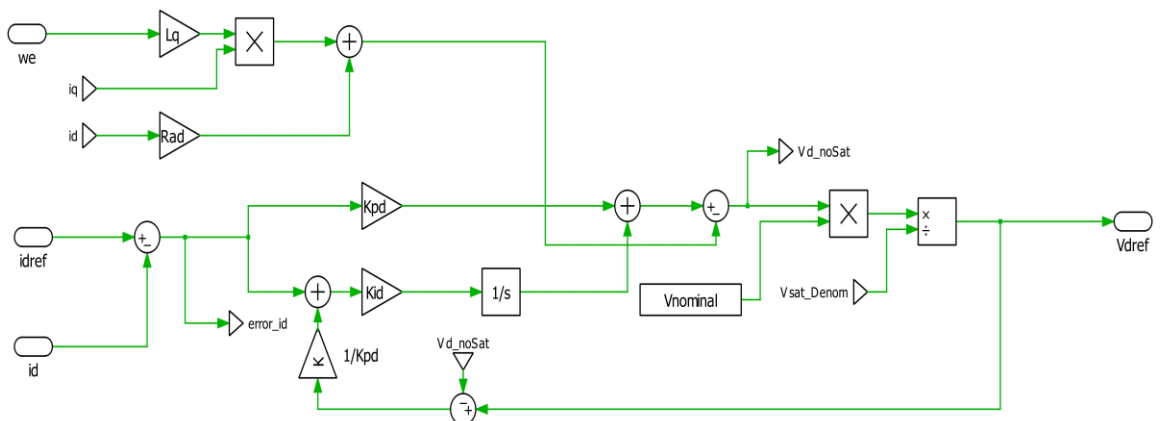 we
Lq
iq
id
Rad
Vd_noSat
Kpd
idref
Vdref
Kid
1/s
Vnominal
Vsat_Denom
error_id
id
K
1/Kpd
Vd_noSat